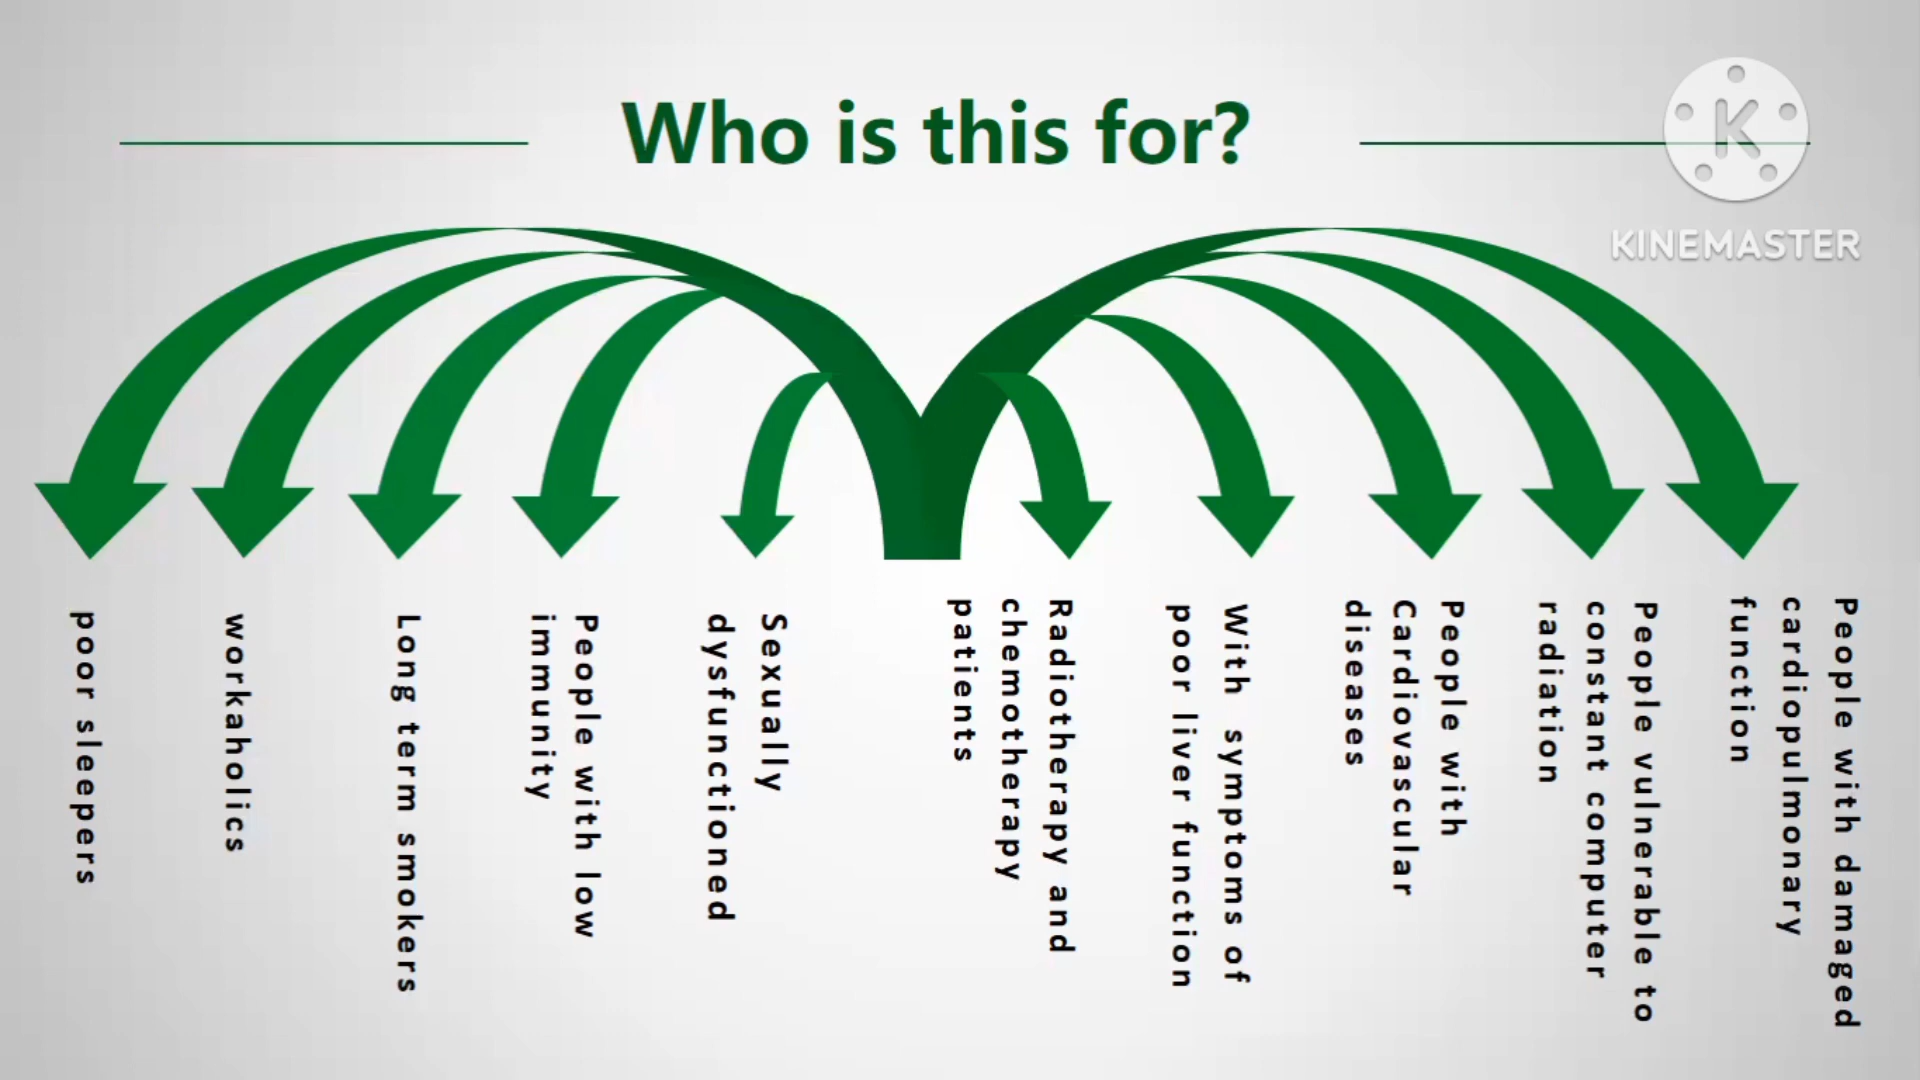 Who is this for?
K
KINEMASTER
poor sleepers
workaholics
Long term smokers
People with low
immunity
Sexually
dysfunctioned
Radiotherapy and
chemotherapy
patients
With symptoms of
poor liver function
People with
Cardiovascular
diseases
People vulnerable to
constant computer
radiation
People with damaged
cardiopulmonary
function